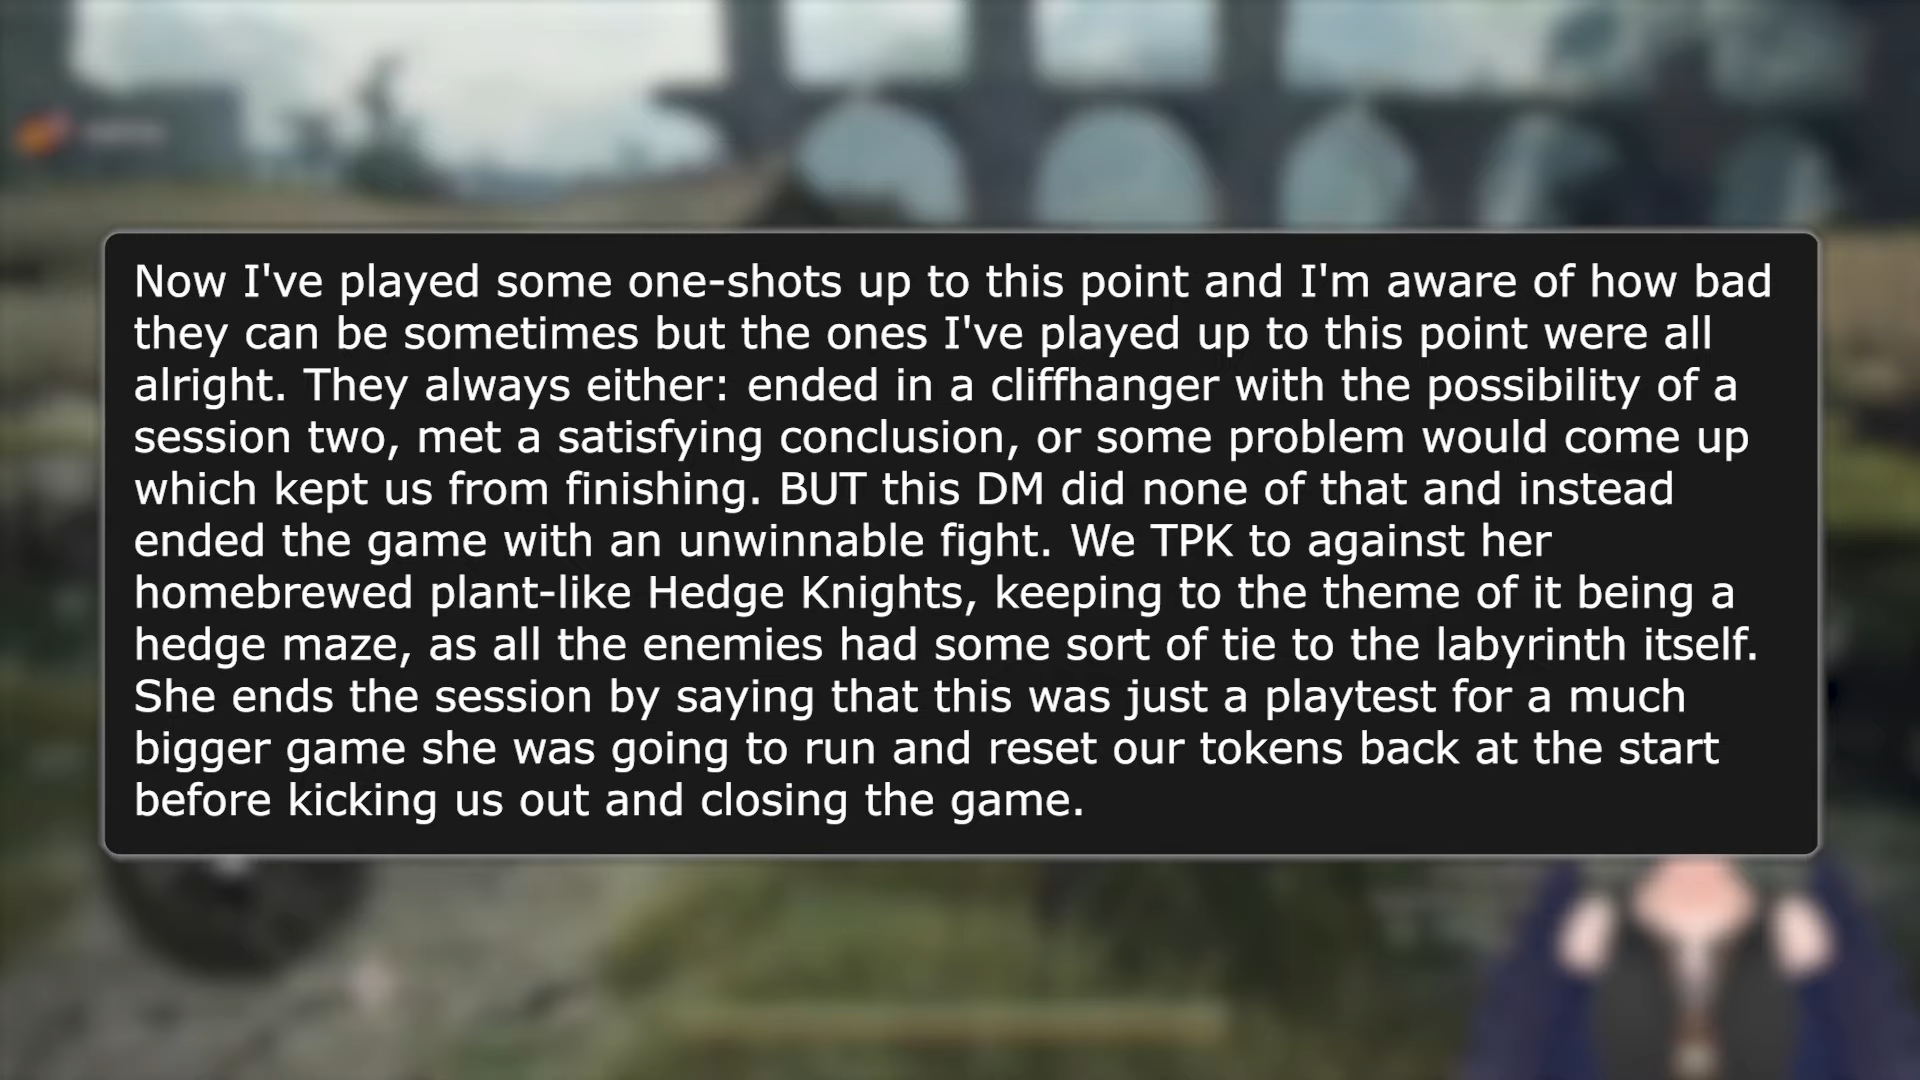 Now I've played some one-shots up to this point and I'm aware of how bad
they can be sometimes but the ones I've played up to this point were all
alright. They always either: ended in a cliffhanger with the possibility of a
session two, met a satisfying conclusion, or some problem would come up
which kept us from finishing. BUT this DM did none of that and instead
ended the game with an unwinnable fight. We TPK to against her
homebrewed plant-like Hedge Knights, keeping to the theme of it being a
hedge maze, as all the enemies had some sort of tie to the labyrinth itself.
She ends the session by saying that this was just a playtest for a much
bigger game she was going to run and reset our tokens back at the start
before kicking us out and closing the game.